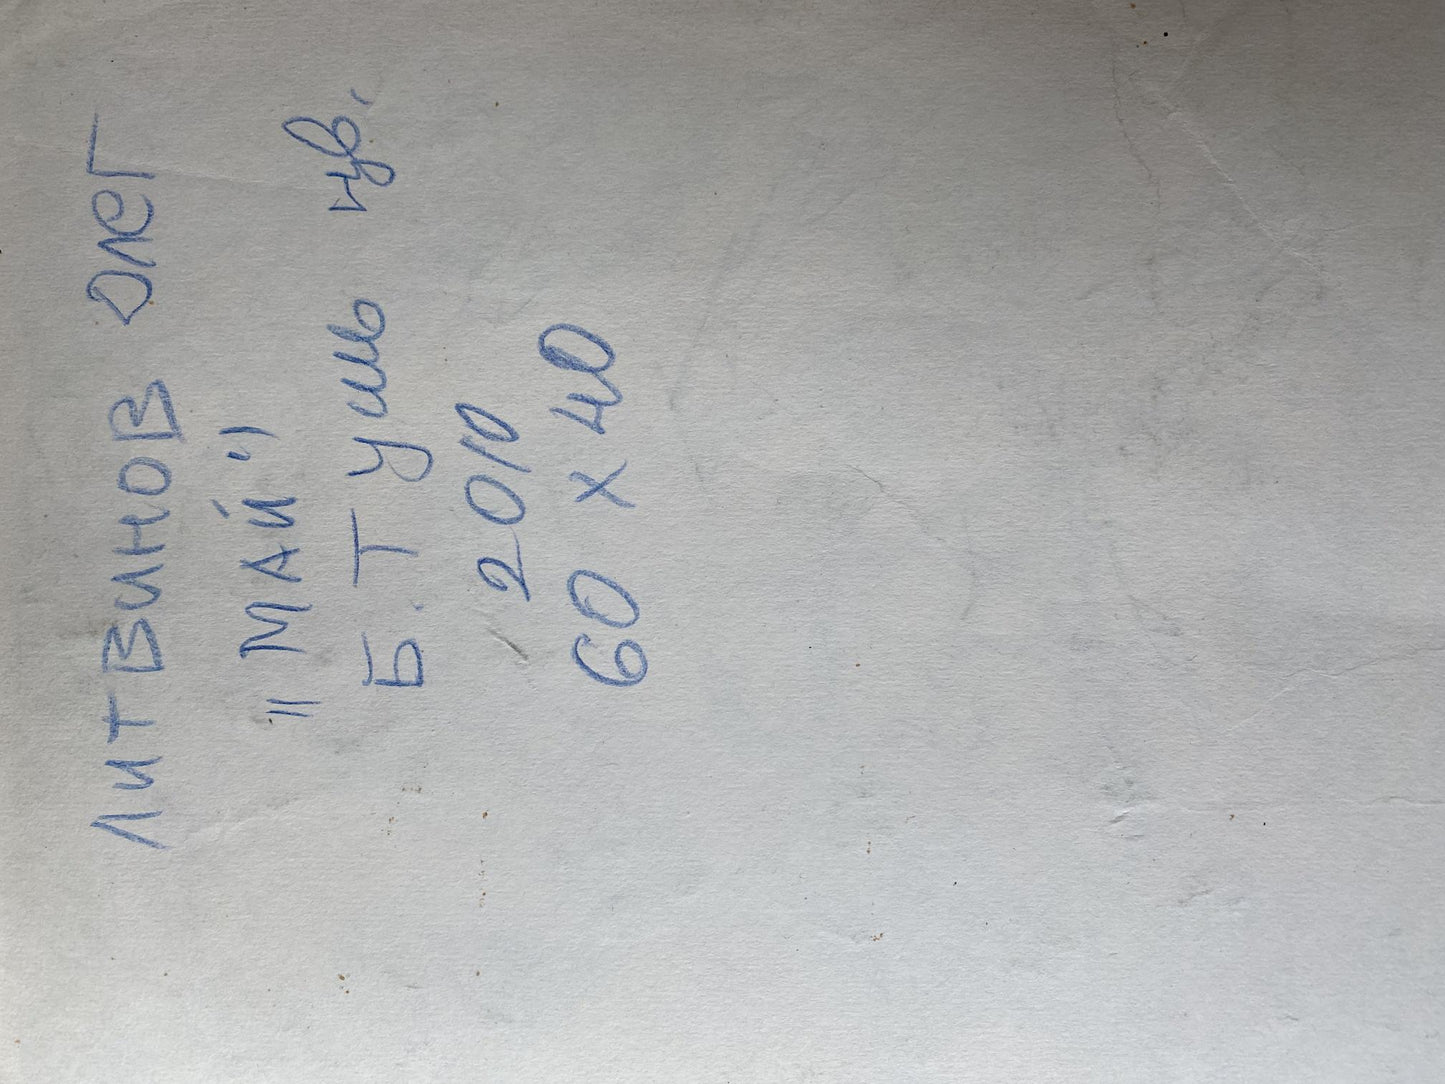 ЛИТВИНОВ ОЛЕГ
"МАЙ"
Б. Тушь цв.
2010
60 х 40